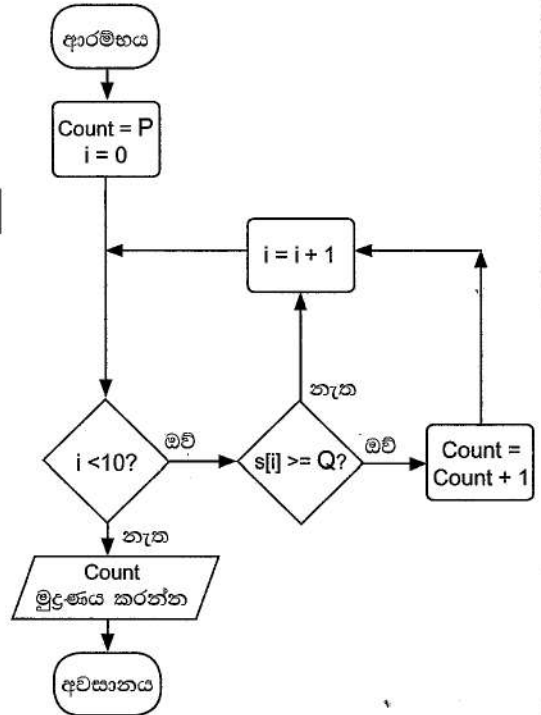 ආරම්භය
Count = P
i = 0
i = i + 1
නැත
ඔව්
ඔව්
i <10?
s[i] >= Q?
Count =
Count + 1
නැත
Count
මුද්‍රණය කරන්න
අවසානය